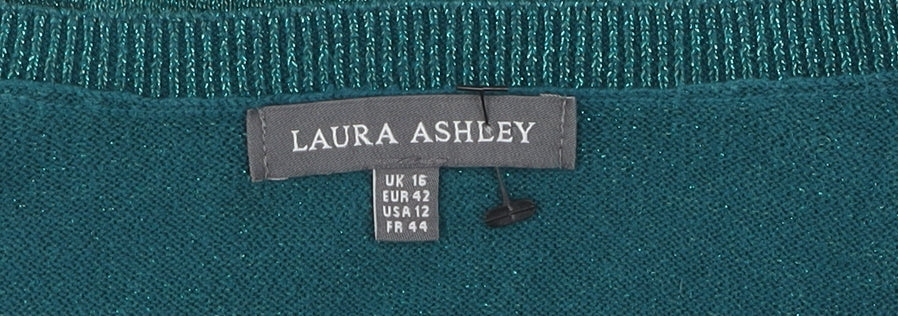 LAURA ASHLEY
UK 16
EUR 42
USA 12
FR 44